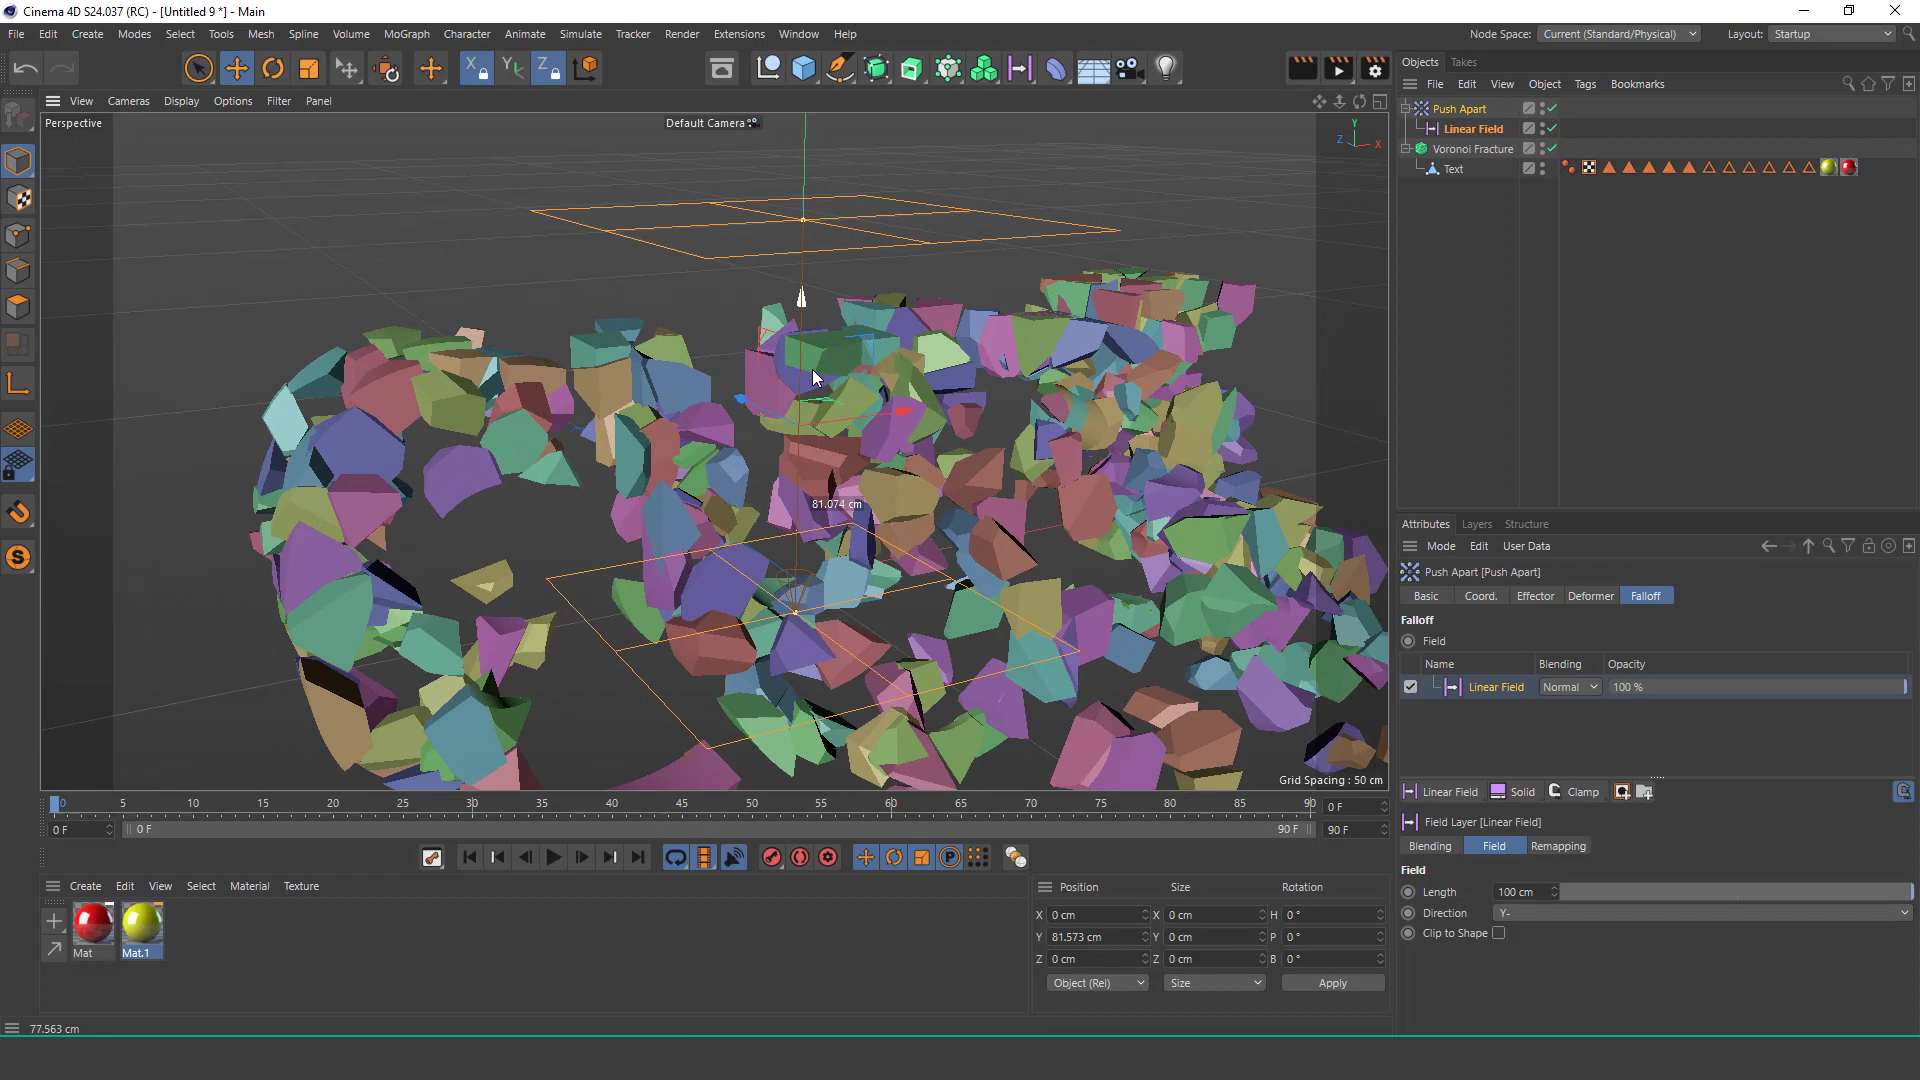 Cinema 4D S24.037 (RC) - [Untitled 9 *] - Main
File Edit Create Modes Select Tools Mesh Spline Volume MoGraph Character Animate Simulate Tracker Render Extensions Window Help
Node Space: Current (Standard/Physical) Layout: Startup
X Y Z
Objects Takes
File Edit View Object Tags Bookmarks
Push Apart
Linear Field
Voronoi Fracture
Text
View Cameras Display Options Filter Panel
Perspective
Default Camera
Y
Z X
81.074 cm
Grid Spacing : 50 cm
Attributes Layers Structure
Mode Edit User Data
Push Apart [Push Apart]
Basic Coord. Effector Deformer Falloff
Falloff
Field
Name Blending Opacity
Linear Field Normal 100 %
Linear Field Solid Clamp
Field Layer [Linear Field]
Blending Field Remapping
Field
Length 100 cm
Direction Y-
Clip to Shape
0 5 10 15 20 25 30 35 40 45 50 55 60 65 70 75 80 85 90 0 F
0 F 0 F 90 F 90 F
Create Edit View Select Material Texture
Mat Mat.1
Position Size Rotation
X 0 cm X 0 cm H 0 °
Y 81.573 cm Y 0 cm P 0 °
Z 0 cm Z 0 cm B 0 °
Object (Rel) Size Apply
77.563 cm